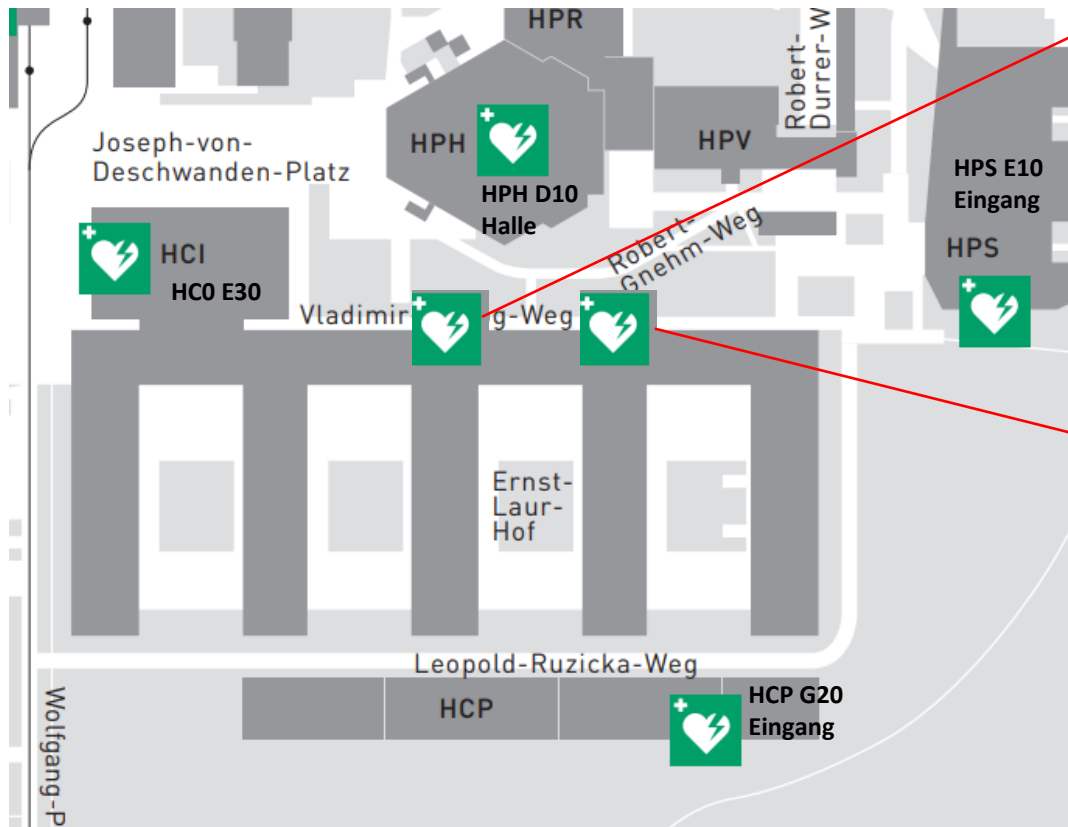 HPR
Robert-
Durrer-W
Joseph-von-
Deschwanden-Platz
HPH
HPV
HPH D10
Halle
HPS E10
Eingang
HPS
Robert-
Gnehm-Weg
HCI
HC0 E30
Vladimir
g-Weg
Ernst-
Laur-
Hof
Leopold-Ruzicka-Weg
HCP
HCP G20
Eingang
Wolfgang-P